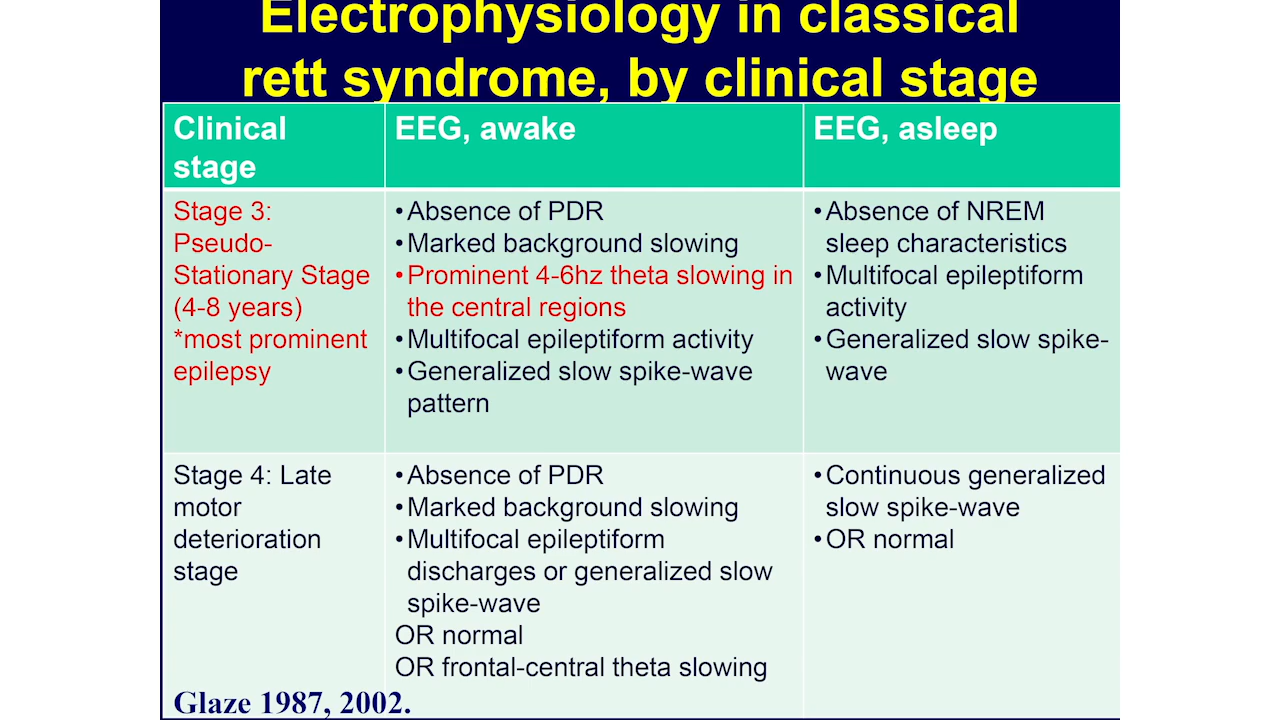 Electrophysiology in classical
rett syndrome, by clinical stage
Clinical
stage
EEG, awake
EEG, asleep
Stage 3:
Pseudo-
Stationary Stage
(4-8 years)
*most prominent
epilepsy
•Absence of PDR
•Marked background slowing
•Prominent 4-6hz theta slowing in
the central regions
•Multifocal epileptiform activity
•Generalized slow spike-wave
pattern
•Absence of NREM
sleep characteristics
•Multifocal epileptiform
activity
•Generalized slow spike-
wave
Stage 4: Late
motor
deterioration
stage
•Absence of PDR
•Marked background slowing
•Multifocal epileptiform
discharges or generalized slow
spike-wave
OR normal
OR frontal-central theta slowing
•Continuous generalized
slow spike-wave
•OR normal
Glaze 1987, 2002.